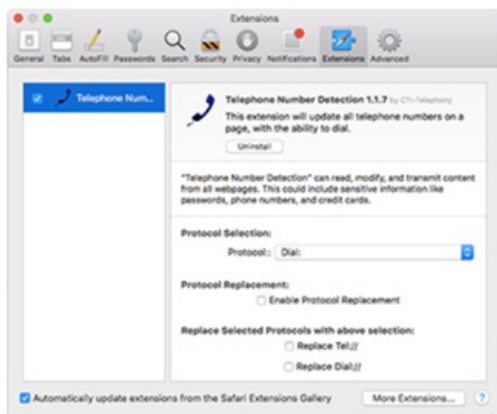 Extensions
General Tabs AutoFill Passwords Search Security Privacy Notifications Extensions Advanced
Telephone Num...
Telephone Number Detection 1.1.7 by CTI-Telephony
This extension will update all telephone numbers on a
page, with the ability to dial.
Uninstall
"Telephone Number Detection" can read, modify, and transmit content
from all webpages. This could include sensitive information like
passwords, phone numbers, and credit cards.
Protocol Selection:
Protocol:: Dial:
Protocol Replacement:
Enable Protocol Replacement
Replace Selected Protocols with above selection:
Replace Tel://
Replace Dial://
Automatically update extensions from the Safari Extensions Gallery
More Extensions...
?